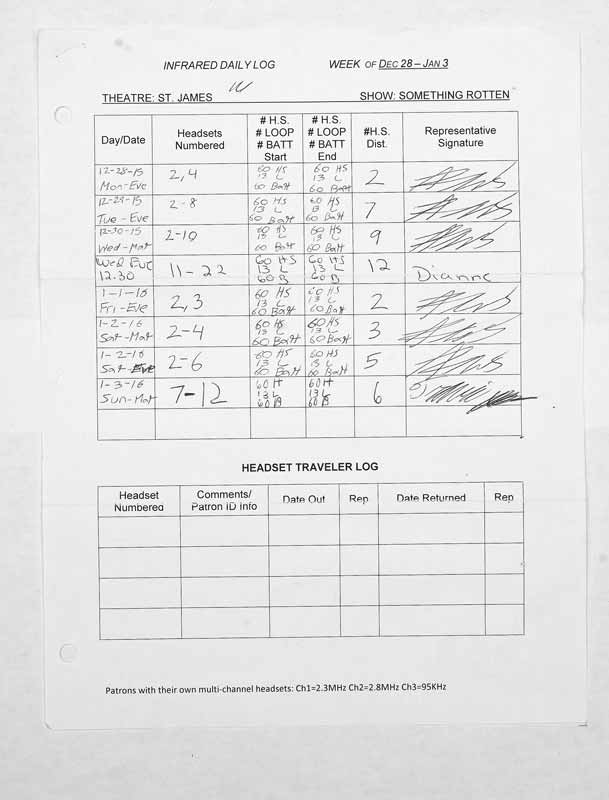 INFRARED DAILY LOG WEEK OF DEC 28 – JAN 3
W
THEATRE: ST. JAMES SHOW: SOMETHING ROTTEN
Day/Date Headsets Numbered # H.S. # LOOP # BATT Start # H.S. # LOOP # BATT End #H.S. Dist. Representative Signature
12-28-15 Mon-Eve 2,4 60 HS 13 L 60 Batt 60 HS 13 L 60 Batt 2
12-29-15 Tue-Eve 2-8 60 HS 13 L 60 Batt 60 HS 13 L 60 Batt 7
12-30-15 Wed-Mat 2-10 60 HS 13 L 60 Batt 60 HS 13 L 60 Batt 9
Wed Eve 12.30 11-22 60 HS 13 L 60 B 60 HS 13 L 60 B 12 Dianne
1-1-16 Fri-Eve 2,3 60 HS 13 L 60 Batt 60 HS 13 L 60 Batt 2
1-2-16 Sat-Mat 2-4 60 HS 13 L 60 Batt 60 HS 13 L 60 Batt 3
1-2-16 Sat-Eve 2-6 60 HS 13 L 60 Batt 60 HS 13 L 60 Batt 5
1-3-16 Sun-Mat 7-12 60 H 13 L 60 B 60 H 13 L 60 B 6
HEADSET TRAVELER LOG
Headset Numbered Comments/ Patron ID Info Date Out Rep Date Returned Rep
Patrons with their own multi-channel headsets: Ch1=2.3MHz Ch2=2.8MHz Ch3=95KHz